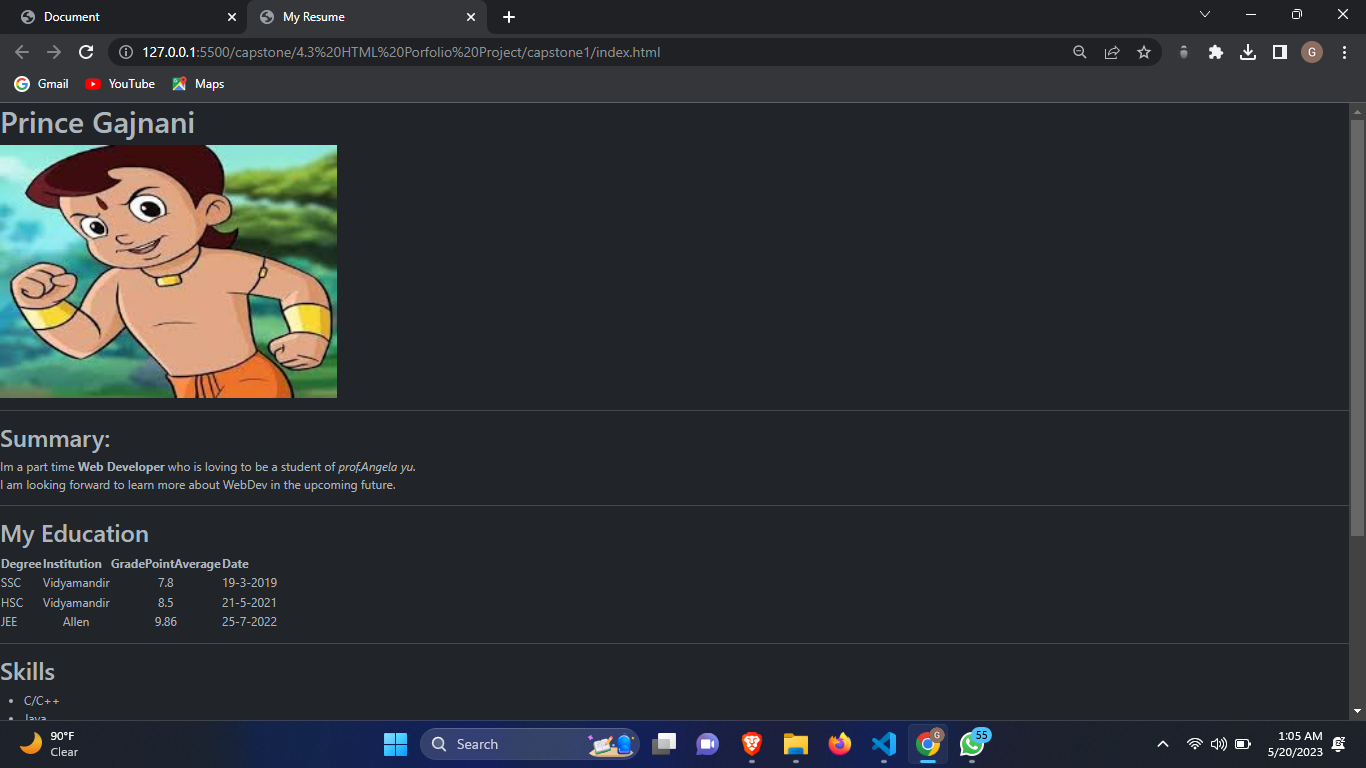 Document
My Resume
127.0.0.1:5500/capstone/4.3%20HTML%20Porfolio%20Project/capstone1/index.html
G
Gmail
YouTube
Maps
Prince Gajnani
Summary:
Im a part time Web Developer who is loving to be a student of prof.Angela yu.
I am looking forward to learn more about WebDev in the upcoming future.
My Education
Degree Institution GradePointAverage Date
SSC Vidyamandir 7.8 19-3-2019
HSC Vidyamandir 8.5 21-5-2021
JEE Allen 9.86 25-7-2022
Skills
C/C++
Java
90°F
Clear
Search
G
55
1:05 AM
5/20/2023